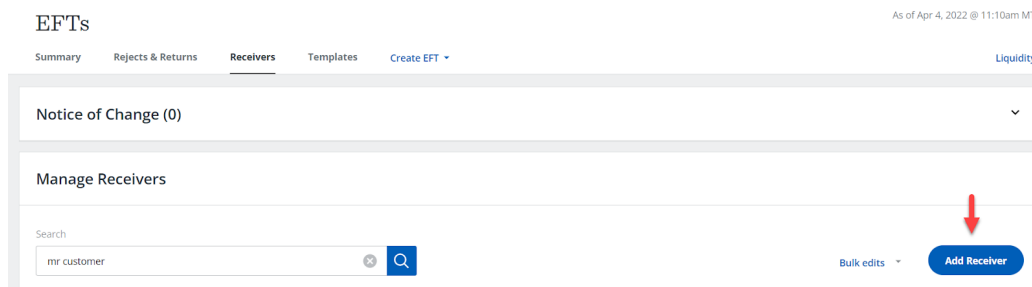 EFTs
As of Apr 4, 2022 @ 11:10am
Summary Rejects & Returns Receivers Templates Create EFT Liquidity
Notice of Change (0)
Manage Receivers
Search
mr customer
Bulk edits
Add Receiver